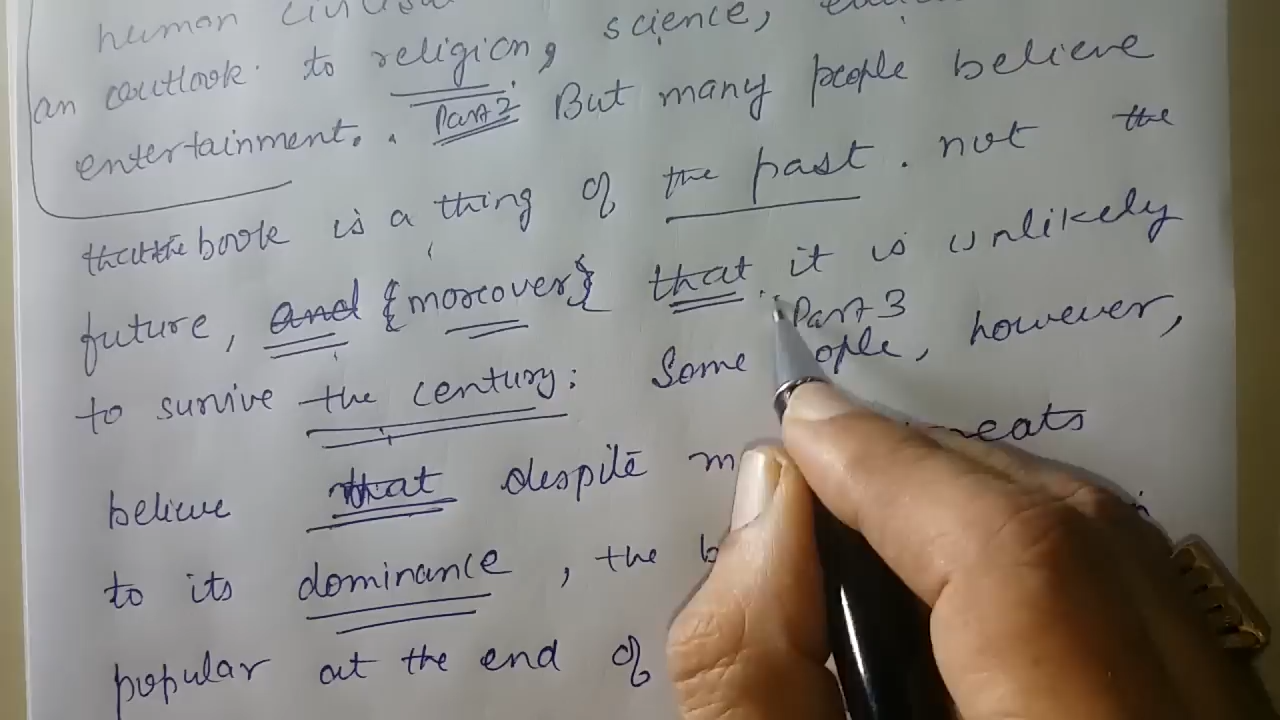 human
an outlook to religion, science,
entertainment. Part 2 But many people believe
that the book is a thing of the past. not the
future, and {moreover} that it is unlikely
Part 3
to survive the century: Some people, however,
believe that despite
to its dominance, the
popular at the end of